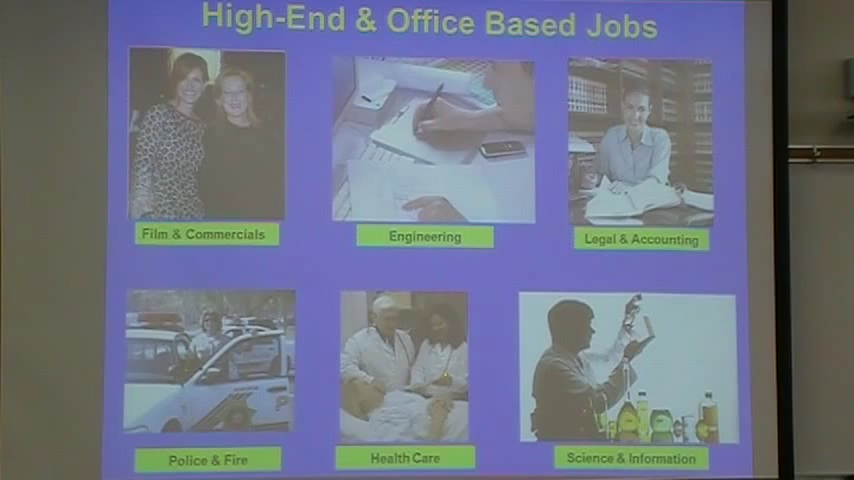 High-End & Office Based Jobs
Film & Commercials
Engineering
Legal & Accounting
Police & Fire
Health Care
Science & Information